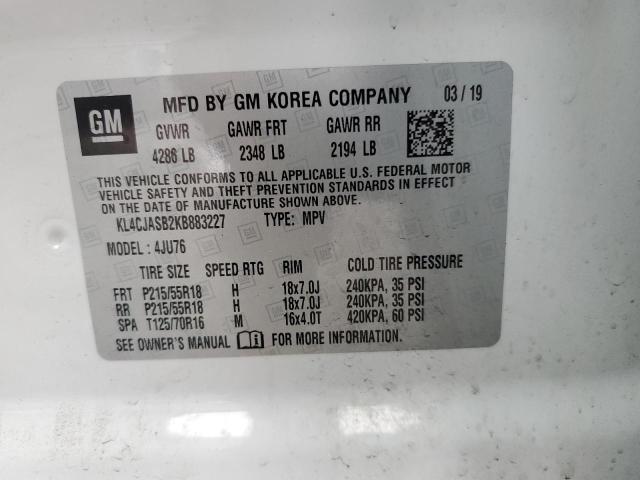 GM MFD BY GM KOREA COMPANY 03 / 19
GVWR GAWR FRT GAWR RR
4286 LB 2348 LB 2194 LB
THIS VEHICLE CONFORMS TO ALL APPLICABLE U.S. FEDERAL MOTOR
VEHICLE SAFETY AND THEFT PREVENTION STANDARDS IN EFFECT
ON THE DATE OF MANUFACTURE SHOWN ABOVE.
KL4CJASB2KB883227 TYPE: MPV
MODEL : 4JU76
TIRE SIZE SPEED RTG RIM COLD TIRE PRESSURE
FRT P215/55R18 H 18x7.0J 240KPA, 35 PSI
RR P215/55R18 H 18x7.0J 240KPA, 35 PSI
SPA T125/70R16 M 16x4.0T 420KPA, 60 PSI
SEE OWNER'S MANUAL FOR MORE INFORMATION.